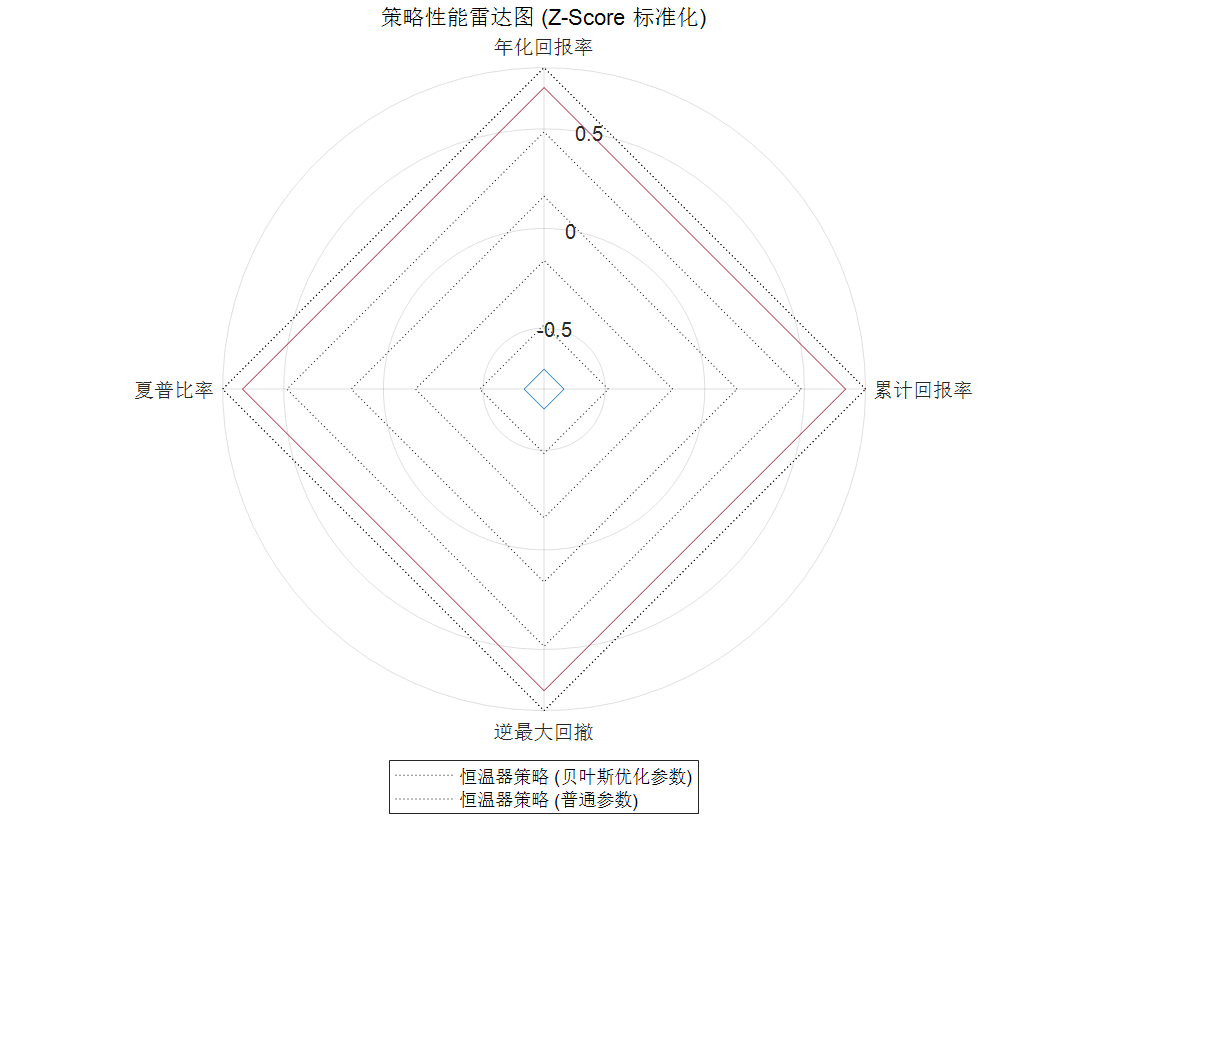 策略性能雷达图 (Z-Score 标准化)
年化回报率
0.5
0
-0.5
夏普比率
累计回报率
逆最大回撤
恒温器策略 (贝叶斯优化参数)
恒温器策略 (普通参数)